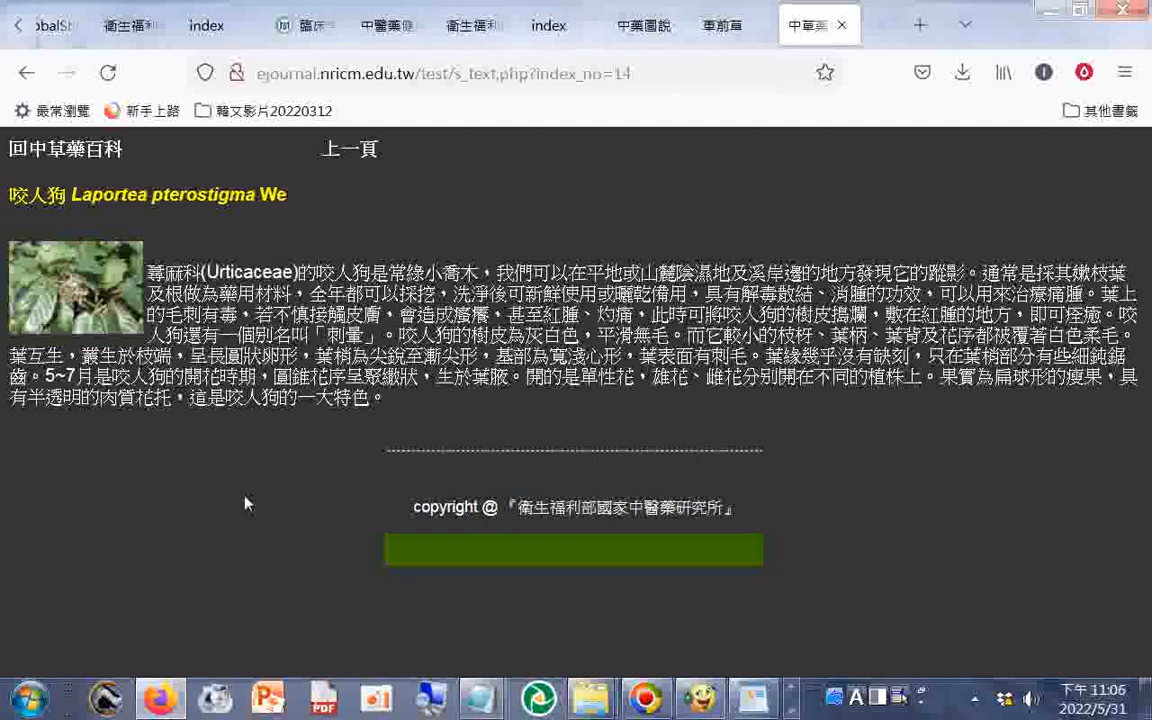 衛生福利
index
臨床
中醫藥
衛生福利
index
中藥圖說
車前草
中草
ejournal.nricm.edu.tw/test/s_text.php?index_no=14
最常瀏覽 新手上路 韓文影片20220312 其他書籤
回中草藥百科 上一頁
咬人狗 Laportea pterostigma We
蕁麻科(Urticaceae)的咬人狗是常綠小喬木，我們可以在平地或山麓陰濕地及溪岸邊的地方發現它的蹤影。通常是採其嫩枝葉
及根做為藥用材料，全年都可以採挖，洗淨後可新鮮使用或曬乾備用，具有解毒散結、消腫的功效，可以用來治療癰腫。葉上
的毛刺有毒，若不慎接觸皮膚，會造成瘙癢，甚至紅腫、灼痛，此時可將咬人狗的樹皮搗爛，敷在紅腫的地方，即可痊癒。咬
人狗還有一個別名叫「刺暈」。咬人狗的樹皮為灰白色，平滑無毛。而它較小的枝枒、葉柄、葉背及花序都被覆著白色柔毛。
葉互生，叢生於枝端，呈長圓狀卵形，葉梢為尖銳至漸尖形，基部為寬淺心形，葉表面有刺毛。葉緣幾乎沒有缺刻，只在葉梢部分有些細鈍鋸
齒。5~7月是咬人狗的開花時期，圓錐花序呈聚繖狀，生於葉腋。開的是單性花，雄花、雌花分別開在不同的植株上。果實為扁球形的瘦果，具
有半透明的肉質花托，這是咬人狗的一大特色。
copyright @『衛生福利部國家中醫藥研究所』
PDF
A
下午 11:06
2022/5/31